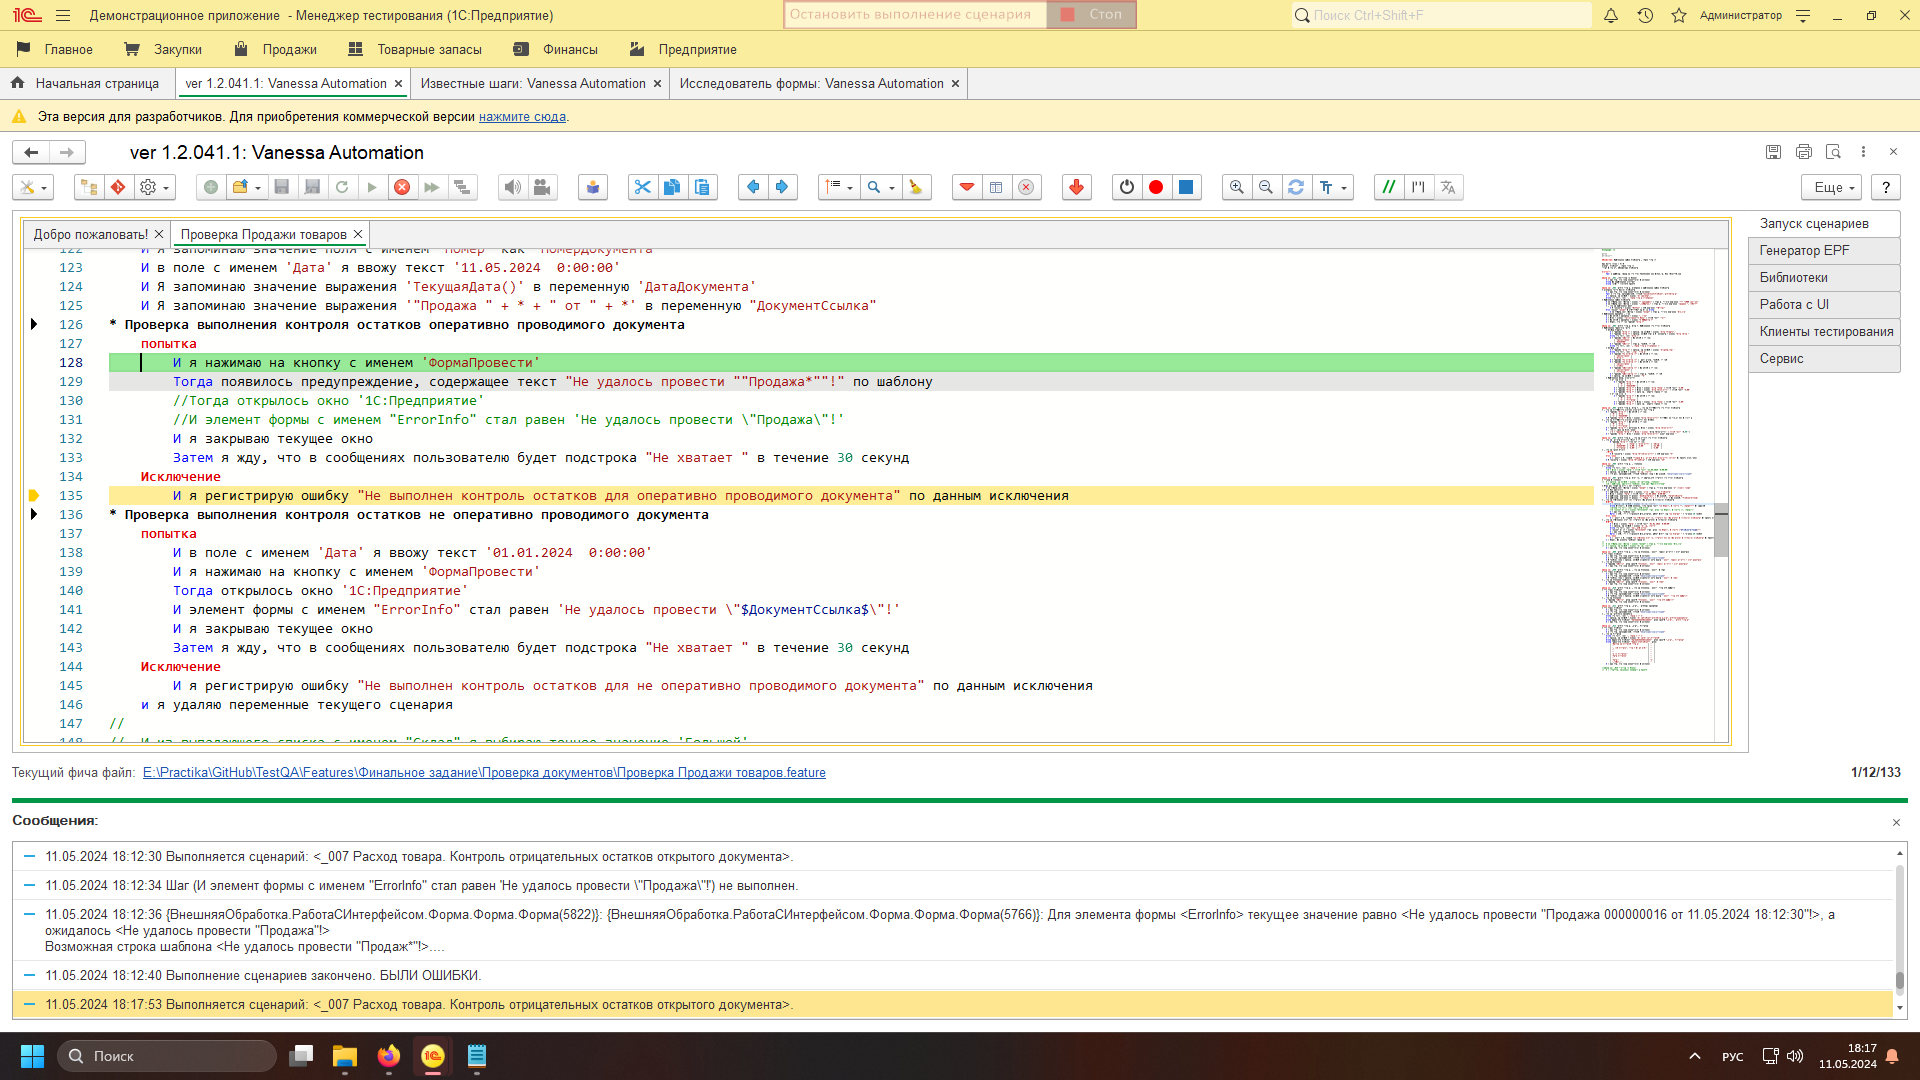 Демонстрационное приложение - Менеджер тестирования (1С:Предприятие)
Остановить выполнение сценария Стоп
Поиск Ctrl+Shift+F
Администратор
Главное Закупки Продажи Товарные запасы Финансы Предприятие
Начальная страница ver 1.2.041.1: Vanessa Automation Известные шаги: Vanessa Automation Исследователь формы: Vanessa Automation
Эта версия для разработчиков. Для приобретения коммерческой версии нажмите сюда.
ver 1.2.041.1: Vanessa Automation
Еще ?
Добро пожаловать! Проверка Продажи товаров
Запуск сценариев
Генератор EPF
Библиотеки
Работа с UI
Клиенты тестирования
Сервис
122 И Я запоминаю значение поля с именем "Номер" как "НомерДокумента"
123 И в поле с именем 'Дата' я ввожу текст '11.05.2024  0:00:00'
124 И Я запоминаю значение выражения 'ТекущаяДата()' в переменную 'ДатаДокумента'
125 И Я запоминаю значение выражения '"Продажа " + * + " от " + *' в переменную "ДокументСсылка"
126 * Проверка выполнения контроля остатков оперативно проводимого документа
127 попытка
128 И я нажимаю на кнопку с именем 'ФормаПровести'
129 Тогда появилось предупреждение, содержащее текст "Не удалось провести ""Продажа*""!" по шаблону
130 //Тогда открылось окно '1С:Предприятие'
131 //И элемент формы с именем "ErrorInfo" стал равен 'Не удалось провести \"Продажа\"!'
132 И я закрываю текущее окно
133 Затем я жду, что в сообщениях пользователю будет подстрока "Не хватает " в течение 30 секунд
134 Исключение
135 И я регистрирую ошибку "Не выполнен контроль остатков для оперативно проводимого документа" по данным исключения
136 * Проверка выполнения контроля остатков не оперативно проводимого документа
137 попытка
138 И в поле с именем 'Дата' я ввожу текст '01.01.2024  0:00:00'
139 И я нажимаю на кнопку с именем 'ФормаПровести'
140 Тогда открылось окно '1С:Предприятие'
141 И элемент формы с именем "ErrorInfo" стал равен 'Не удалось провести \"$ДокументСсылка$\"!'
142 И я закрываю текущее окно
143 Затем я жду, что в сообщениях пользователю будет подстрока "Не хватает " в течение 30 секунд
144 Исключение
145 И я регистрирую ошибку "Не выполнен контроль остатков для не оперативно проводимого документа" по данным исключения
146 и я удаляю переменные текущего сценария
147 //
148 // И из выпадающего списка с именем "Склад" я выбираю точное значение 'Большой'
Текущий фича файл: E:\Practika\GitHub\TestQA\Features\Финальное задание\Проверка документов\Проверка Продажи товаров.feature
1/12/133
Сообщения:
11.05.2024 18:12:30 Выполняется сценарий: <_007 Расход товара. Контроль отрицательных остатков открытого документа>.
11.05.2024 18:12:34 Шаг (И элемент формы с именем "ErrorInfo" стал равен 'Не удалось провести \"Продажа\"!') не выполнен.
11.05.2024 18:12:36 {ВнешняяОбработка.РаботаСИнтерфейсом.Форма.Форма.Форма(5822)}: {ВнешняяОбработка.РаботаСИнтерфейсом.Форма.Форма.Форма(5766)}: Для элемента формы <ErrorInfo> текущее значение равно <Не удалось провести "Продажа 000000016 от 11.05.2024 18:12:30"!>, а
ожидалось <Не удалось провести "Продажа"!>
Возможная строка шаблона <Не удалось провести "Продаж*"!>....
11.05.2024 18:12:40 Выполнение сценариев закончено. БЫЛИ ОШИБКИ.
11.05.2024 18:17:53 Выполняется сценарий: <_007 Расход товара. Контроль отрицательных остатков открытого документа>.
Поиск
РУС
18:17
11.05.2024